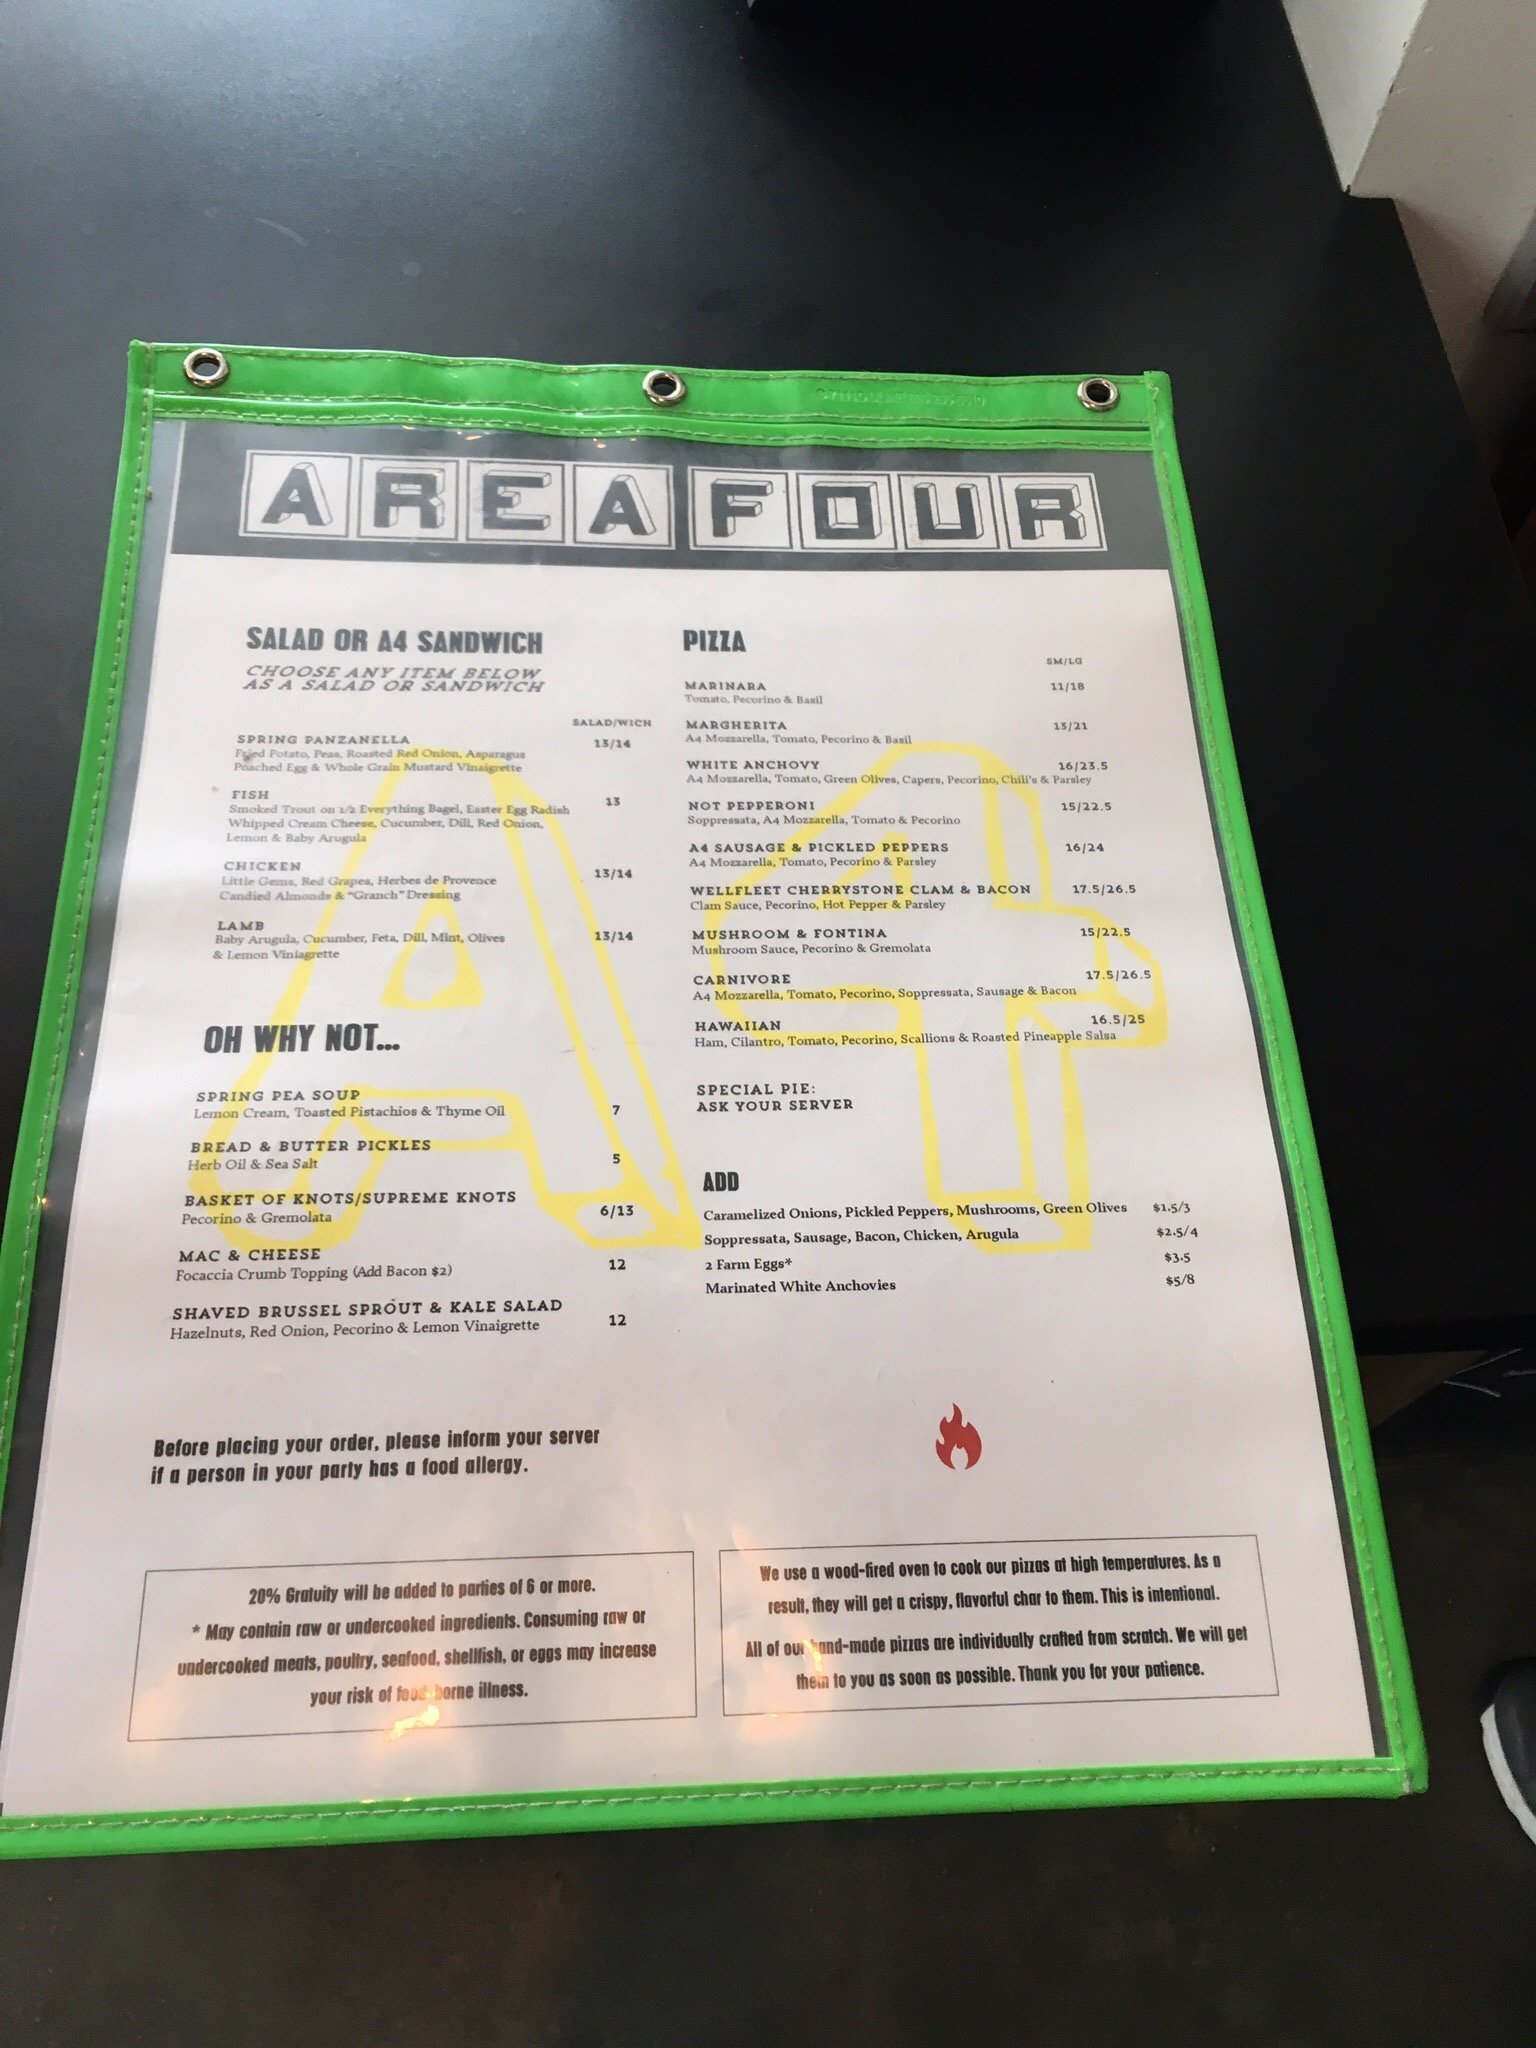 AREA FOUR
SALAD OR A4 SANDWICH
CHOOSE ANY ITEM BELOW
AS A SALAD OR SANDWICH
SALAD/WICH
SPRING PANZANELLA 13/14
Fried Potato, Peas, Roasted Red Onion, Asparagus
Poached Egg & Whole Grain Mustard Vinaigrette
FISH 13
Smoked Trout on 1/2 Everything Bagel, Easter Egg Radish
Whipped Cream Cheese, Cucumber, Dill, Red Onion,
Lemon & Baby Arugula
CHICKEN 13/14
Little Gems, Red Grapes, Herbes de Provence
Candied Almonds & "Granch" Dressing
LAMB 13/14
Baby Arugula, Cucumber, Feta, Dill, Mint, Olives
& Lemon Viniagrette
OH WHY NOT...
SPRING PEA SOUP
Lemon Cream, Toasted Pistachios & Thyme Oil 7
BREAD & BUTTER PICKLES
Herb Oil & Sea Salt 5
BASKET OF KNOTS/SUPREME KNOTS 6/13
Pecorino & Gremolata
MAC & CHEESE 12
Focaccia Crumb Topping (Add Bacon $2)
SHAVED BRUSSEL SPROUT & KALE SALAD 12
Hazelnuts, Red Onion, Pecorino & Lemon Vinaigrette
Before placing your order, please inform your server
if a person in your party has a food allergy.
20% Gratuity will be added to parties of 6 or more.
* May contain raw or undercooked ingredients. Consuming raw or
undercooked meats, poultry, seafood, shellfish, or eggs may increase
your risk of food borne illness.
PIZZA
SM/LG
MARINARA 11/18
Tomato, Pecorino & Basil
MARGHERITA 13/21
A4 Mozzarella, Tomato, Pecorino & Basil
WHITE ANCHOVY 16/23.5
A4 Mozzarella, Tomato, Green Olives, Capers, Pecorino, Chili's & Parsley
NOT PEPPERONI 15/22.5
Soppressata, A4 Mozzarella, Tomato & Pecorino
A4 SAUSAGE & PICKLED PEPPERS 16/24
A4 Mozzarella, Tomato, Pecorino & Parsley
WELLFLEET CHERRYSTONE CLAM & BACON 17.5/26.5
Clam Sauce, Pecorino, Hot Pepper & Parsley
MUSHROOM & FONTINA 15/22.5
Mushroom Sauce, Pecorino & Gremolata
CARNIVORE 17.5/26.5
A4 Mozzarella, Tomato, Pecorino, Soppressata, Sausage & Bacon
HAWAIIAN 16.5/25
Ham, Cilantro, Tomato, Pecorino, Scallions & Roasted Pineapple Salsa
SPECIAL PIE:
ASK YOUR SERVER
ADD
Caramelized Onions, Pickled Peppers, Mushrooms, Green Olives $1.5/3
Soppressata, Sausage, Bacon, Chicken, Arugula $2.5/4
2 Farm Eggs* $3.5
Marinated White Anchovies $5/8
We use a wood-fired oven to cook our pizzas at high temperatures. As a
result, they will get a crispy, flavorful char to them. This is intentional.
All of our hand-made pizzas are individually crafted from scratch. We will get
them to you as soon as possible. Thank you for your patience.
A4